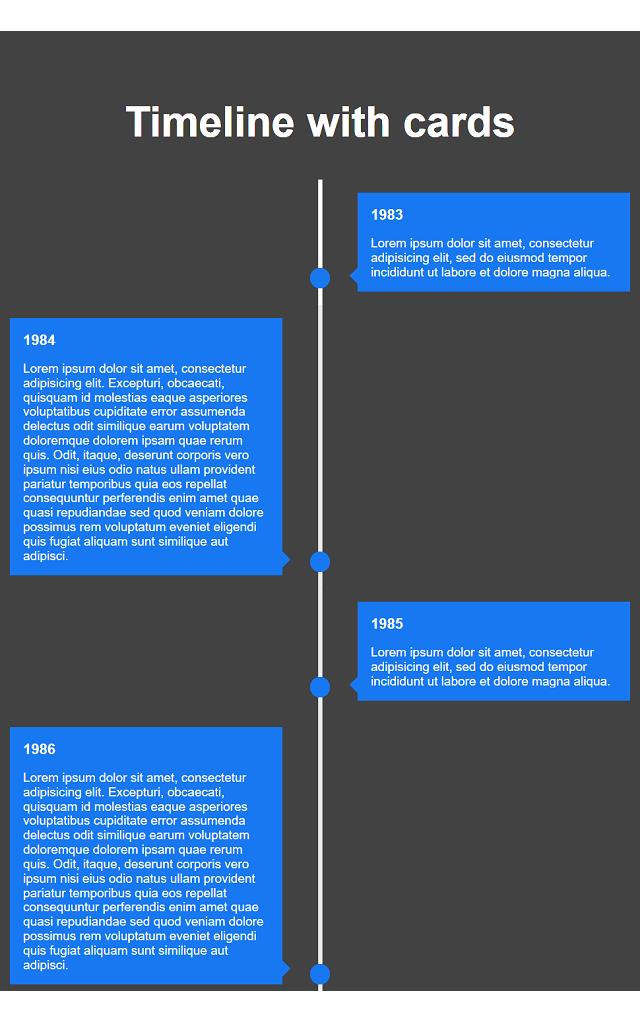 Timeline with cards
1983
Lorem ipsum dolor sit amet, consectetur
adipisicing elit, sed do eiusmod tempor
incididunt ut labore et dolore magna aliqua.
1984
Lorem ipsum dolor sit amet, consectetur
adipisicing elit. Excepturi, obcaecati,
quisquam id molestias eaque asperiores
voluptatibus cupiditate error assumenda
delectus odit similique earum voluptatem
doloremque dolorem ipsam quae rerum
quis. Odit, itaque, deserunt corporis vero
ipsum nisi eius odio natus ullam provident
pariatur temporibus quia eos repellat
consequuntur perferendis enim amet quae
quasi repudiandae sed quod veniam dolore
possimus rem voluptatum eveniet eligendi
quis fugiat aliquam sunt similique aut
adipisci.
1985
Lorem ipsum dolor sit amet, consectetur
adipisicing elit, sed do eiusmod tempor
incididunt ut labore et dolore magna aliqua.
1986
Lorem ipsum dolor sit amet, consectetur
adipisicing elit. Excepturi, obcaecati,
quisquam id molestias eaque asperiores
voluptatibus cupiditate error assumenda
delectus odit similique earum voluptatem
doloremque dolorem ipsam quae rerum
quis. Odit, itaque, deserunt corporis vero
ipsum nisi eius odio natus ullam provident
pariatur temporibus quia eos repellat
consequuntur perferendis enim amet quae
quasi repudiandae sed quod veniam dolore
possimus rem voluptatum eveniet eligendi
quis fugiat aliquam sunt similique aut
adipisci.